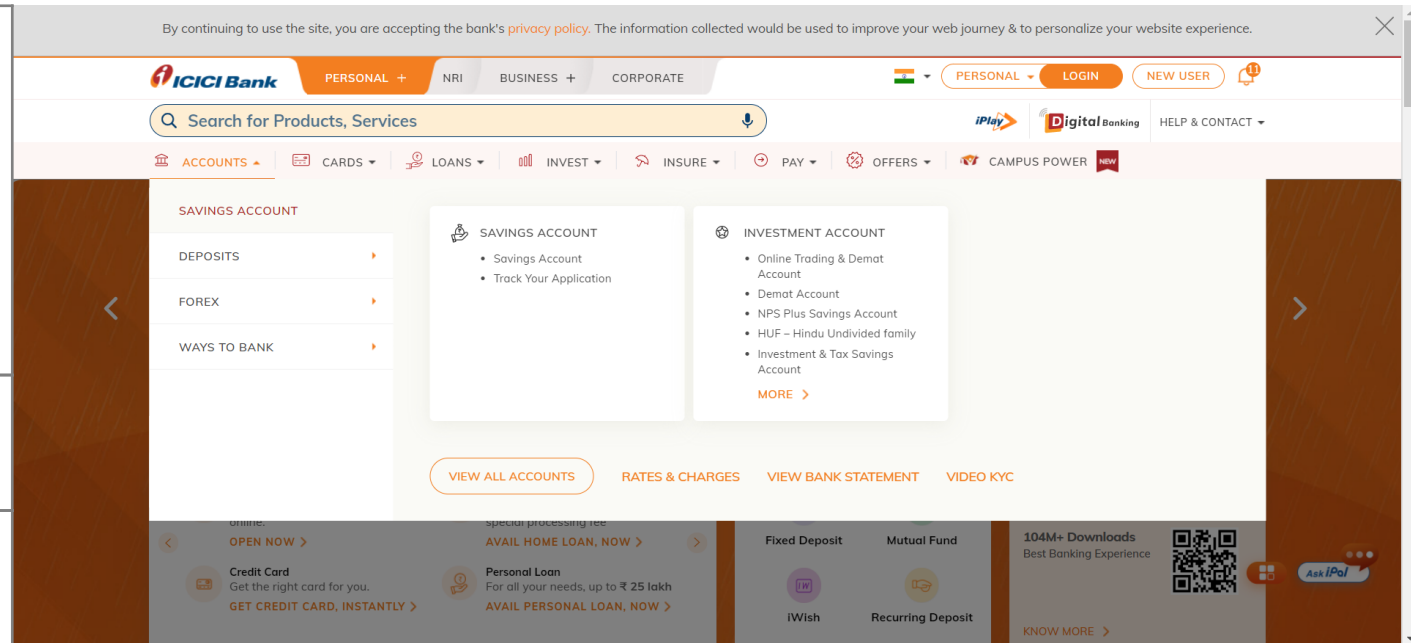 By continuing to use the site, you are accepting the bank's privacy policy. The information collected would be used to improve your web journey & to personalize your website experience.
ICICI Bank
PERSONAL +
NRI
BUSINESS +
CORPORATE
PERSONAL
LOGIN
NEW USER
11
Search for Products, Services
iPlay
Digital Banking
HELP & CONTACT
ACCOUNTS
CARDS
LOANS
INVEST
INSURE
PAY
OFFERS
CAMPUS POWER
NEW
SAVINGS ACCOUNT
DEPOSITS
FOREX
WAYS TO BANK
SAVINGS ACCOUNT
• Savings Account
• Track Your Application
INVESTMENT ACCOUNT
• Online Trading & Demat
Account
• Demat Account
• NPS Plus Savings Account
• HUF – Hindu Undivided family
• Investment & Tax Savings
Account
MORE >
VIEW ALL ACCOUNTS
RATES & CHARGES
VIEW BANK STATEMENT
VIDEO KYC
online.
OPEN NOW >
special processing fee
AVAIL HOME LOAN, NOW >
Credit Card
Get the right card for you.
GET CREDIT CARD, INSTANTLY >
Personal Loan
For all your needs, up to ₹ 25 lakh
AVAIL PERSONAL LOAN, NOW >
Fixed Deposit
Mutual Fund
iW
iWish
Recurring Deposit
104M+ Downloads
Best Banking Experience
KNOW MORE >
Ask iPal